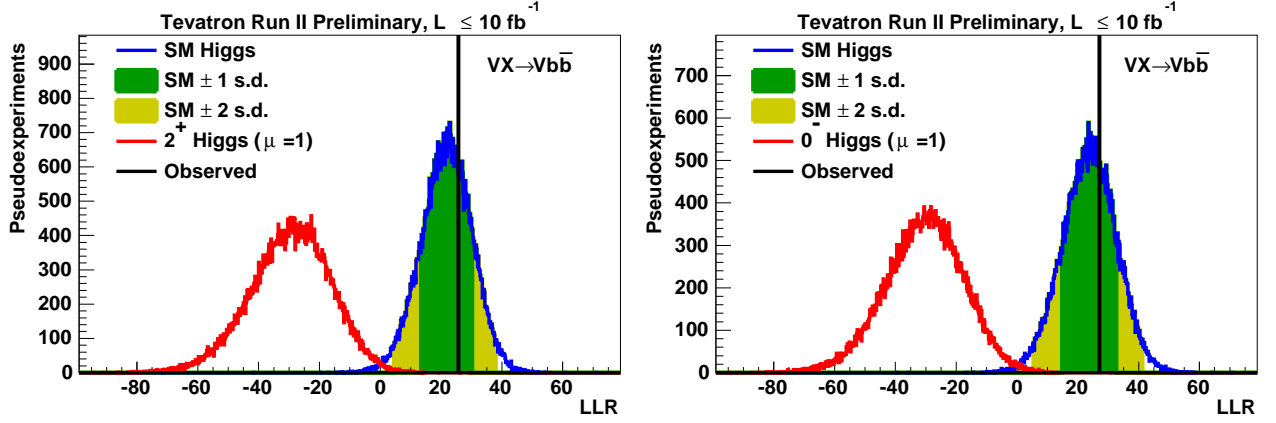 Tevatron Run II Preliminary, L ≤ 10 fb⁻¹
Pseudoexperiments
900
800
700
600
500
400
300
200
100
0
SM Higgs
SM ± 1 s.d.
SM ± 2 s.d.
2⁺ Higgs ( μ =1)
Observed
VX→Vbb̅
-80 -60 -40 -20 0 20 40 60
LLR
Tevatron Run II Preliminary, L ≤ 10 fb⁻¹
Pseudoexperiments
700
600
500
400
300
200
100
0
SM Higgs
SM ± 1 s.d.
SM ± 2 s.d.
0⁻ Higgs ( μ =1)
Observed
VX→Vbb̅
-80 -60 -40 -20 0 20 40 60
LLR